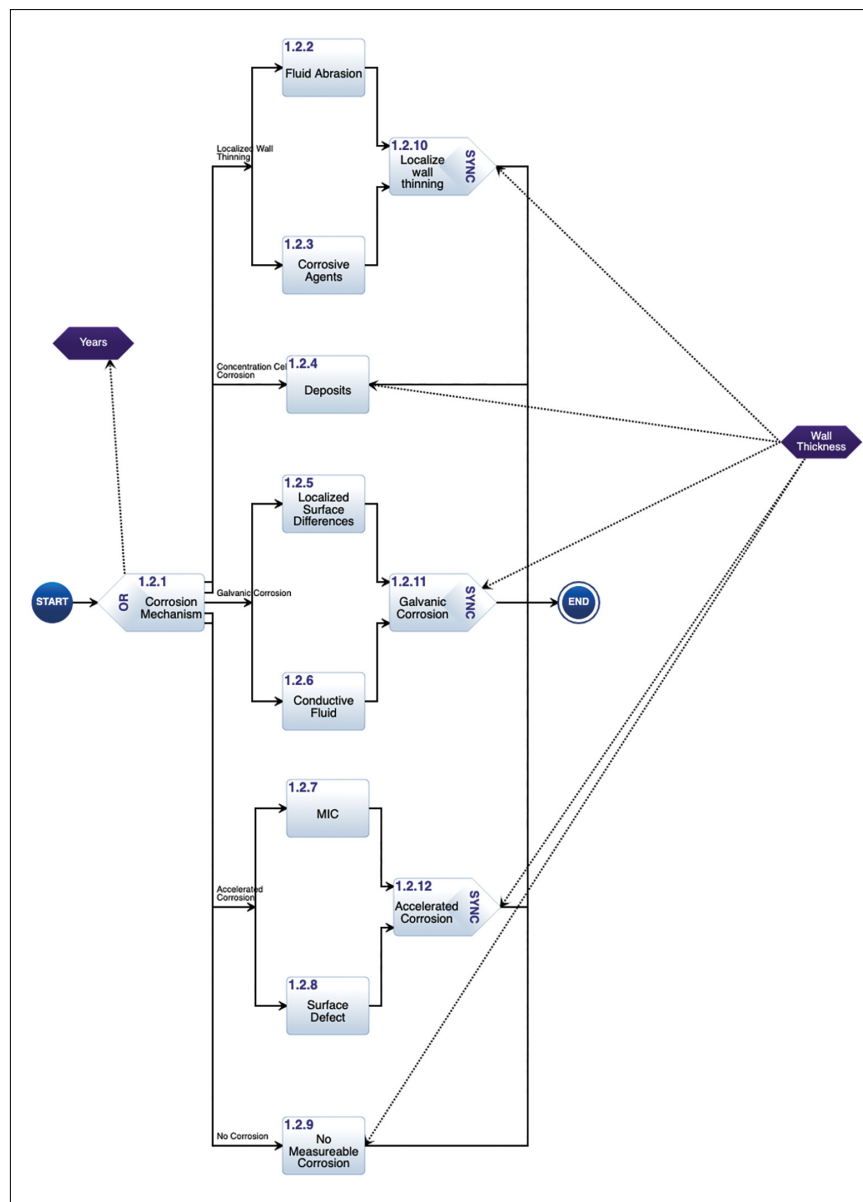 1.2.2
Fluid Abrasion
Localized Wall
Thinning
1.2.10
Localize
wall
thinning
SYNC
1.2.3
Corrosive
Agents
Years
Concentration Cel
Corrosion
1.2.4
Deposits
Wall
Thickness
1.2.5
Localized
Surface
Differences
START
OR
1.2.1
Corrosion
Mechanism
Galvanic Corrosion
1.2.11
Galvanic
Corrosion
SYNC
END
1.2.6
Conductive
Fluid
1.2.7
MIC
Accelerated
Corrosion
1.2.12
Accelerated
Corrosion
SYNC
1.2.8
Surface
Defect
No Corrosion
1.2.9
No
Measureable
Corrosion